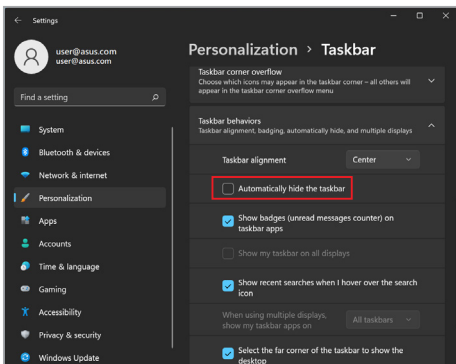 Settings
user@asus.com
user@asus.com
Find a setting
System
Bluetooth & devices
Network & internet
Personalization
Apps
Accounts
Time & language
Gaming
Accessibility
Privacy & security
Windows Update
Personalization > Taskbar
Taskbar corner overflow
Choose which icons may appear in the taskbar corner – all others will
appear in the taskbar corner overflow menu
Taskbar behaviors
Taskbar alignment, badging, automatically hide, and multiple displays
Taskbar alignment
Center
Automatically hide the taskbar
Show badges (unread messages counter) on
taskbar apps
Show my taskbar on all displays
Show recent searches when I hover over the search
icon
When using multiple displays,
show my taskbar apps on
All taskbars
Select the far corner of the taskbar to show the
desktop